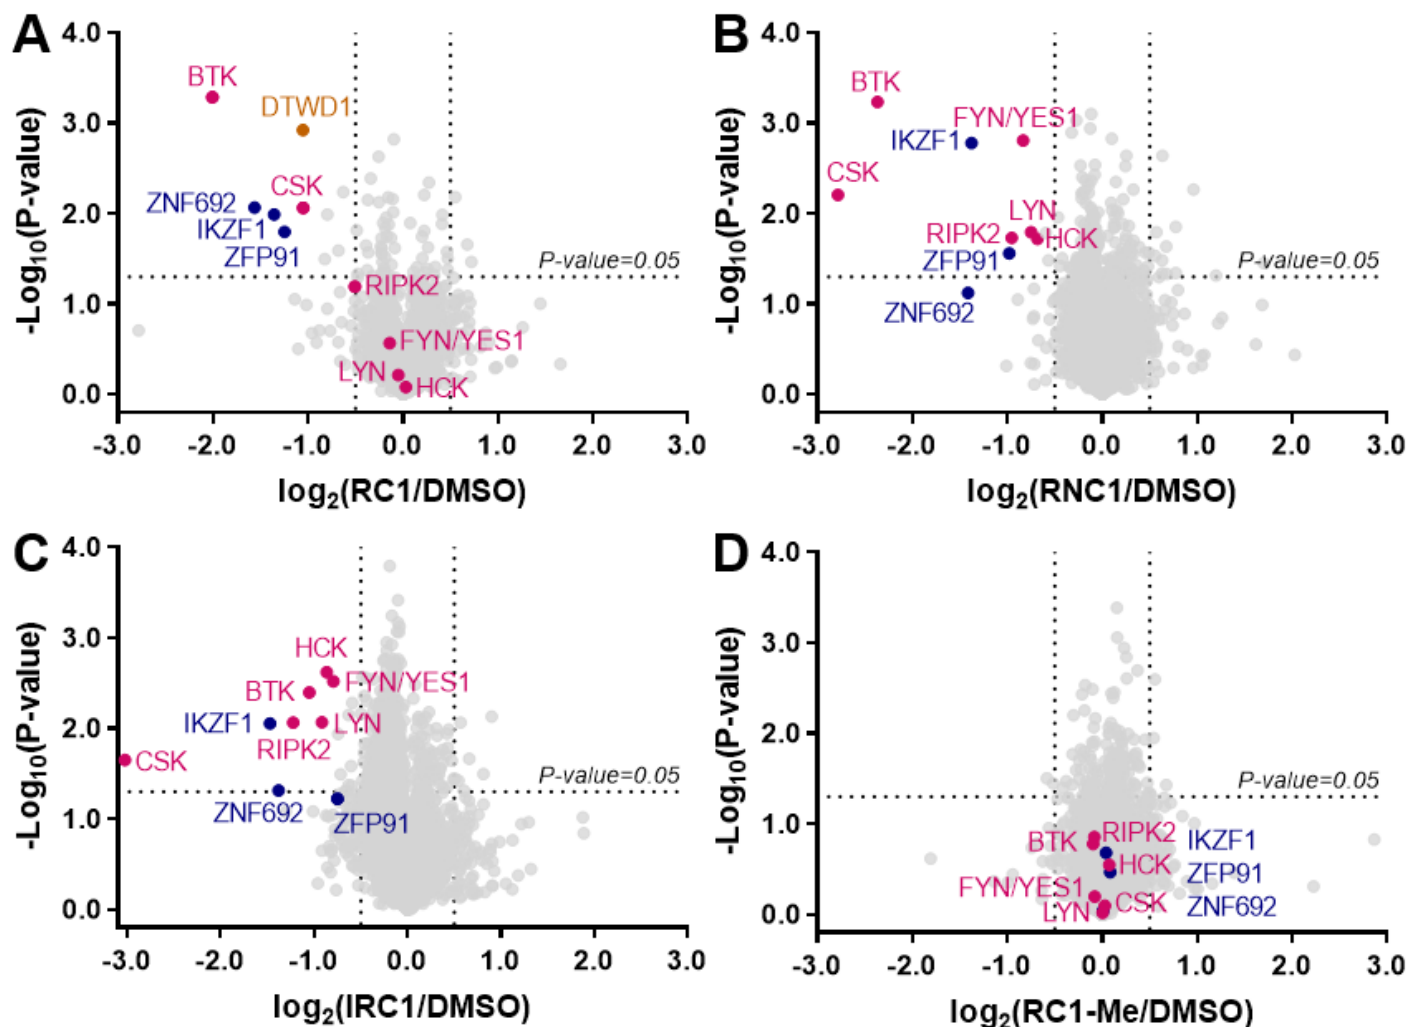 A
4.0
3.0
2.0
1.0
0.0
-Log10(P-value)
BTK
DTWD1
CSK
ZNF692
IKZF1
ZFP91
P-value=0.05
RIPK2
FYN/YES1
LYN
HCK
-3.0 -2.0 -1.0 0.0 1.0 2.0 3.0
log2(RC1/DMSO)
B
4.0
3.0
2.0
1.0
0.0
-Log10(P-value)
BTK
FYN/YES1
IKZF1
CSK
LYN
RIPK2
HCK
ZFP91
P-value=0.05
ZNF692
-3.0 -2.0 -1.0 0.0 1.0 2.0 3.0
log2(RNC1/DMSO)
C
4.0
3.0
2.0
1.0
0.0
-Log10(P-value)
HCK
FYN/YES1
BTK
IKZF1
LYN
RIPK2
CSK
P-value=0.05
ZNF692
ZFP91
-3.0 -2.0 -1.0 0.0 1.0 2.0 3.0
log2(IRC1/DMSO)
D
4.0
3.0
2.0
1.0
0.0
-Log10(P-value)
P-value=0.05
RIPK2
BTK
IKZF1
HCK
ZFP91
FYN/YES1
CSK
ZNF692
LYN
-3.0 -2.0 -1.0 0.0 1.0 2.0 3.0
log2(RC1-Me/DMSO)